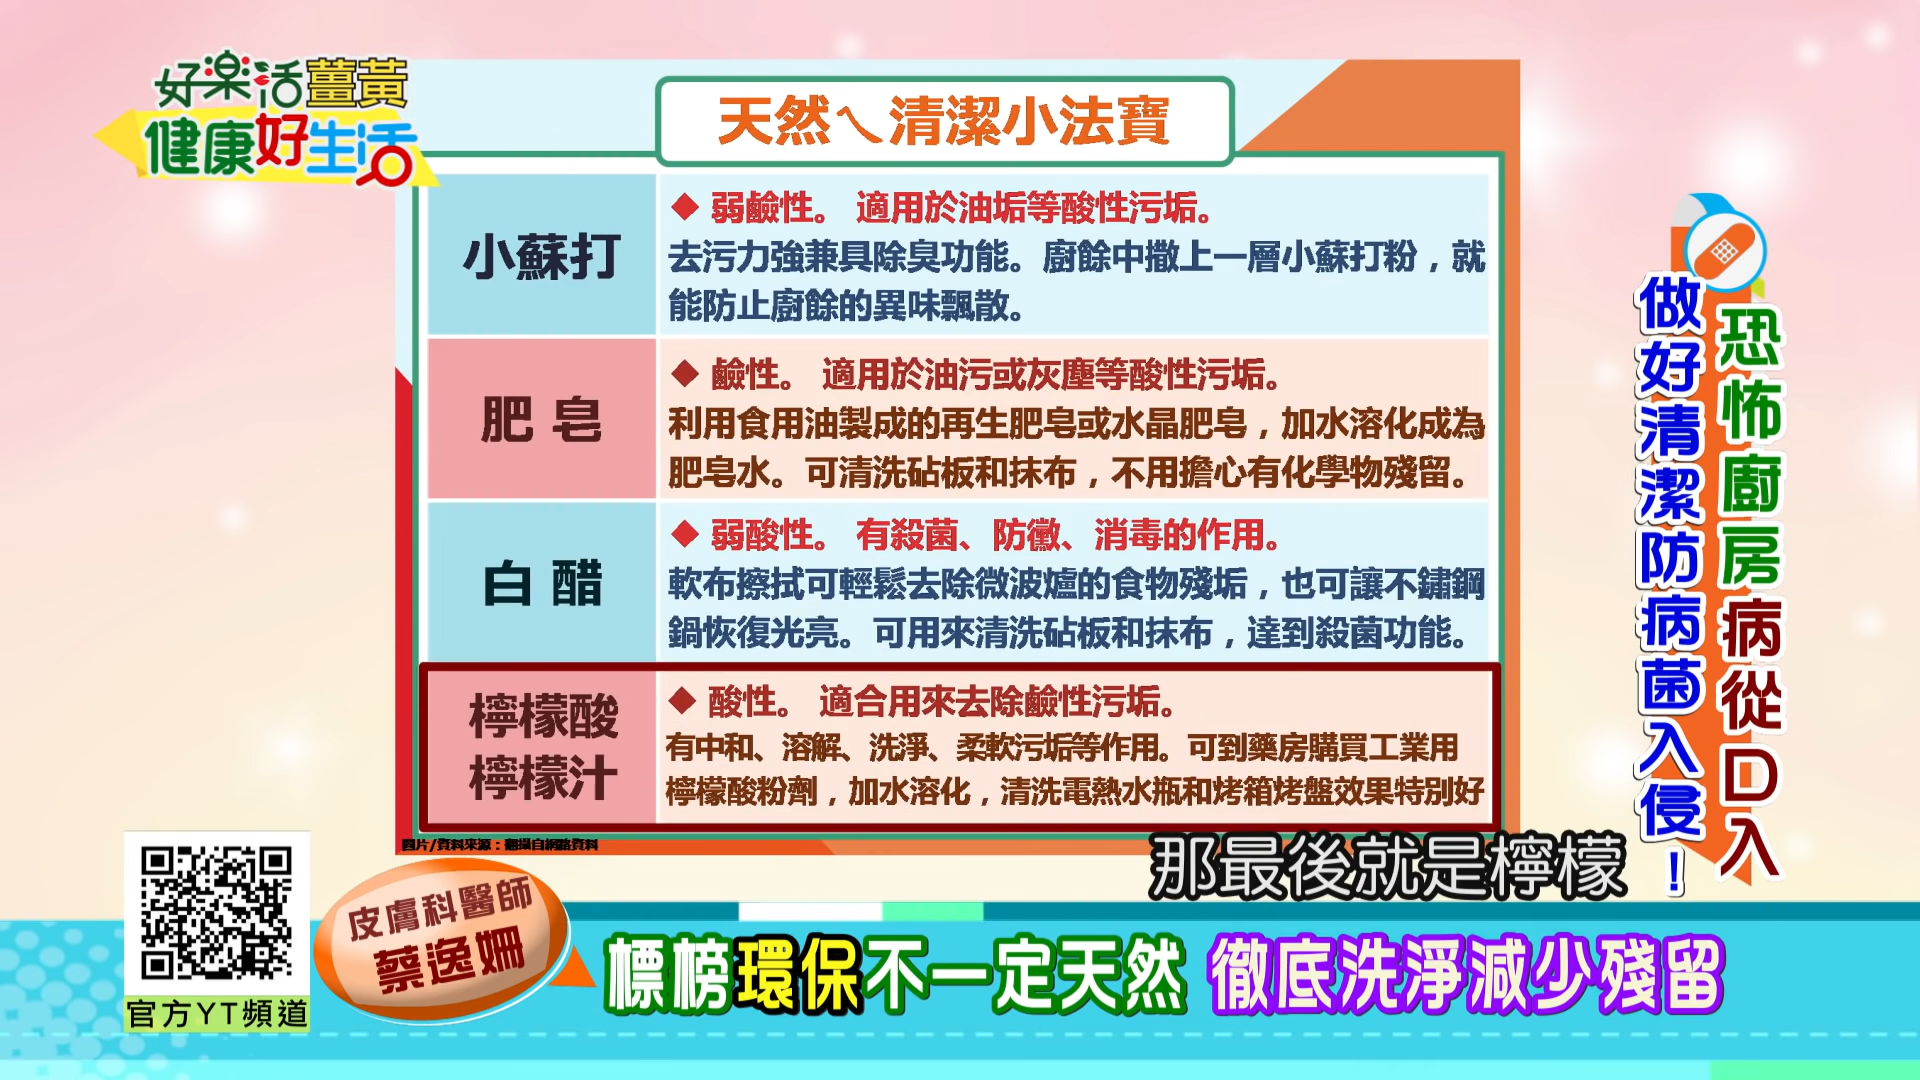 好楽活薑黃
健康好生活
天然ㄟ清潔小法寶
小蘇打
◆ 弱鹼性。 適用於油垢等酸性污垢。
去污力強兼具除臭功能。廚餘中撒上一層小蘇打粉，就
能防止廚餘的異味飄散。
肥皂
◆ 鹼性。 適用於油污或灰塵等酸性污垢。
利用食用油製成的再生肥皂或水晶肥皂，加水溶化成為
肥皂水。可清洗砧板和抹布，不用擔心有化學物殘留。
白醋
◆ 弱酸性。 有殺菌、防黴、消毒的作用。
軟布擦拭可輕鬆去除微波爐的食物殘垢，也可讓不鏽鋼
鍋恢復光亮。可用來清洗砧板和抹布，達到殺菌功能。
檸檬酸
檸檬汁
◆ 酸性。 適合用來去除鹼性污垢。
有中和、溶解、洗淨、柔軟污垢等作用。可到藥房購買工業用
檸檬酸粉劑，加水溶化，清洗電熱水瓶和烤箱烤盤效果特別好
圖片/資料來源：翻攝自網路資料
恐怖廚房病從口入
做好清潔防病菌入侵！
那最後就是檸檬
官方YT頻道
皮膚科醫師
蔡逸姍
標榜環保不一定天然 徹底洗淨減少殘留